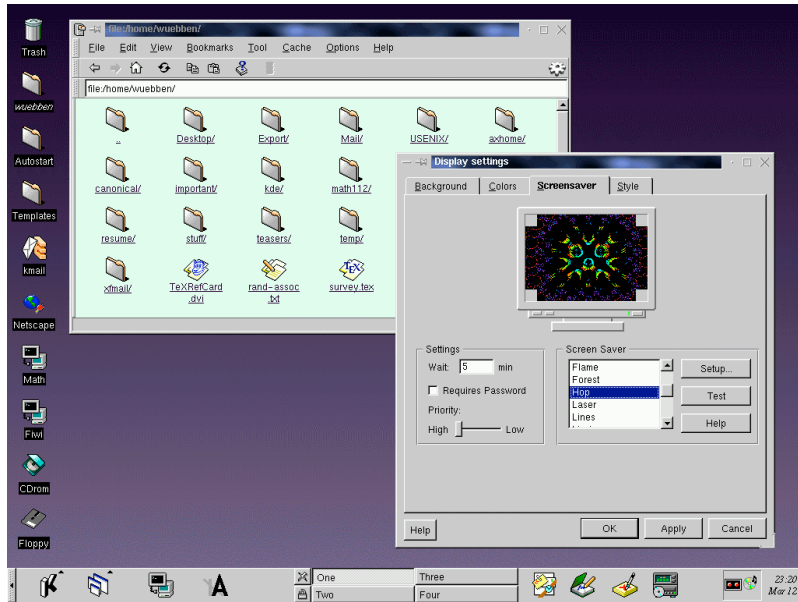 Trash
wuebben
Autostart
Templates
kmail
Netscape
Math
Fiwi
CDrom
Floppy
file:/home/wuebben/
File Edit View Bookmarks Tool Cache Options Help
file:/home/wuebben/
.. Desktop/ Export/ Mail/ USENIX/ axhome/
canonical/ important/ kde/ math112/
resume/ stuff/ teasers/ temp/
xfmail/ TeXRefCard .dvi rand-assoc .txt survey.tex
Display settings
Background Colors Screensaver Style
Settings
Wait: 5 min
Requires Password
Priority:
High Low
Screen Saver
Flame
Forest
Hop
Laser
Lines
Setup...
Test
Help
Help OK Apply Cancel
One Three
Two Four
23:20
Mar 12